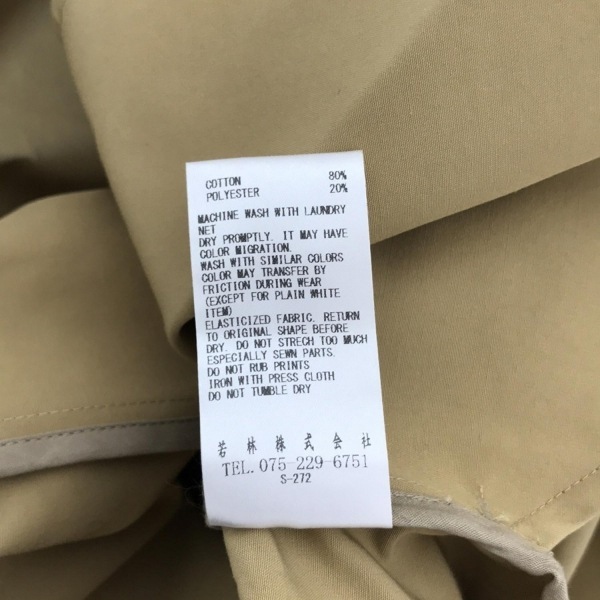 COTTON 80%
POLYESTER 20%
MACHINE WASH WITH LAUNDRY
NET
DRY PROMPTLY. IT MAY HAVE
COLOR MIGRATION.
WASH WITH SIMILAR COLORS
COLOR MAY TRANSFER BY
FRICTION DURING WEAR
(EXCEPT FOR PLAIN WHITE
ITEM)
ELASTICIZED FABRIC. RETURN
TO ORIGINAL SHAPE BEFORE
DRY. DO NOT STRECH TOO MUCH
ESPECIALLY SEWN PARTS.
DO NOT RUB PRINTS
IRON WITH PRESS CLOTH
DO NOT TUMBLE DRY
若林株式会社
TEL. 075-229-6751
S-272